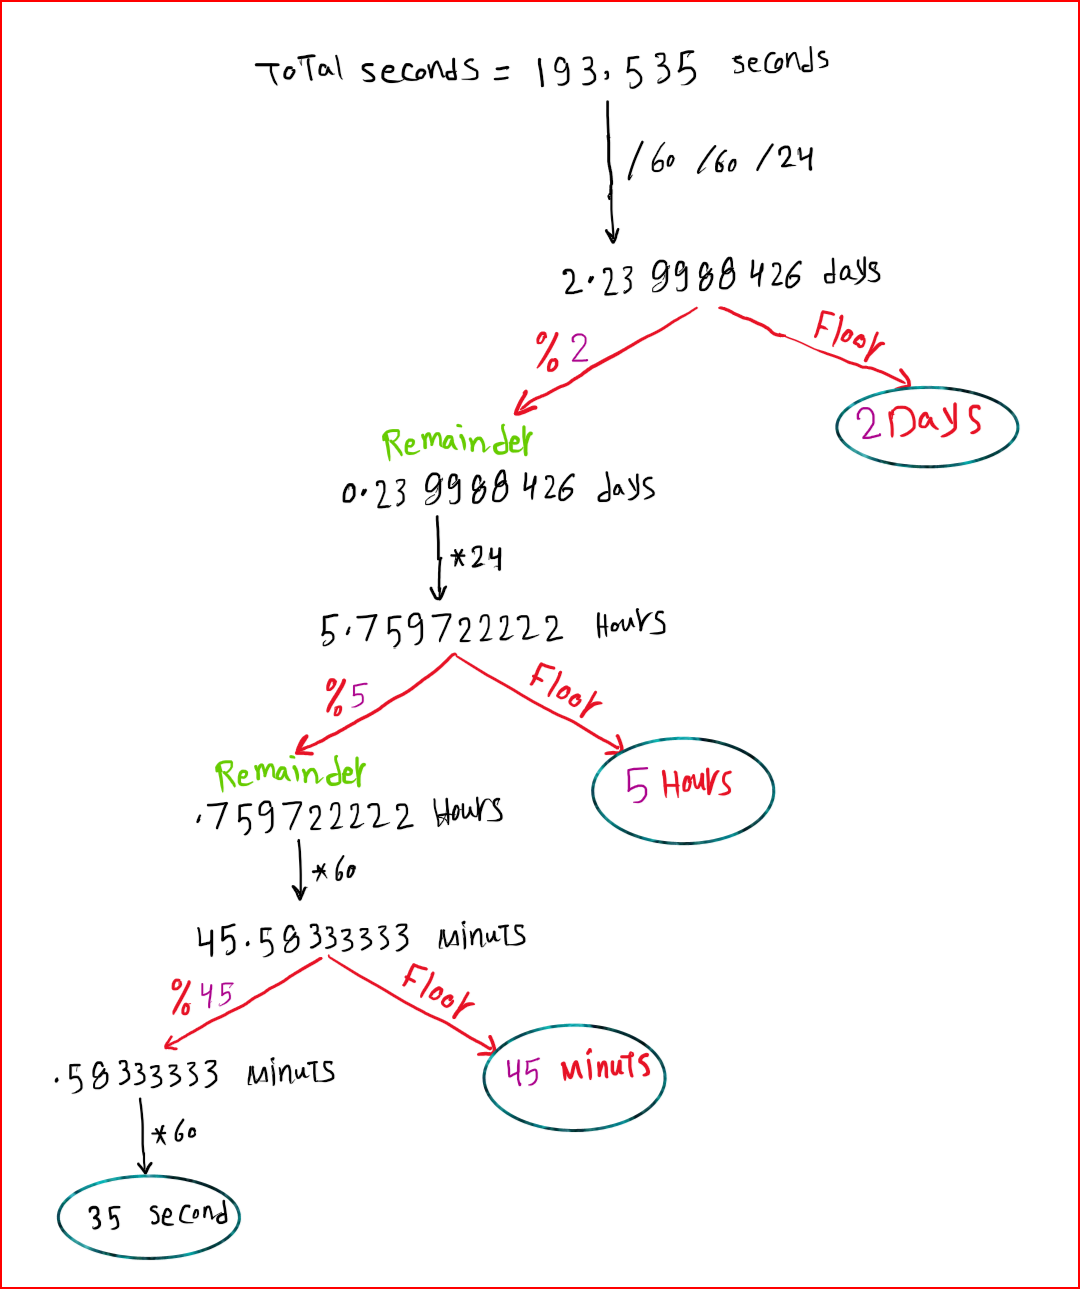 ToTal seconds = 193,535 seconds
/60 /60 /24
2.239988426 days
%2
Floor
2 Days
Remainder
0.239988426 days
*24
5.759722222 Hours
%5
Floor
5 Hours
Remainder
.759722222 Hours
*60
45.58333333 MinuTs
%45
Floor
45 MinuTs
.58333333 MinuTs
*60
35 second